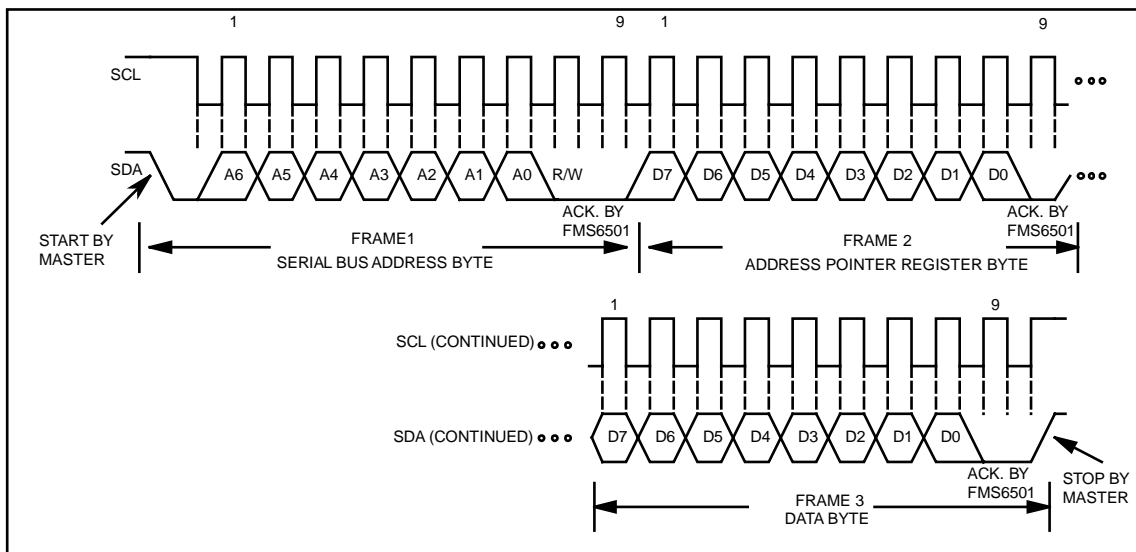 1 9 1 9
SCL
SDA A6 A5 A4 A3 A2 A1 A0 R/W D7 D6 D5 D4 D3 D2 D1 D0
START BY
MASTER
ACK. BY
FMS6501
ACK. BY
FMS6501
FRAME1
SERIAL BUS ADDRESS BYTE
FRAME 2
ADDRESS POINTER REGISTER BYTE
1 9
SCL (CONTINUED)
SDA (CONTINUED) D7 D6 D5 D4 D3 D2 D1 D0
ACK. BY
FMS6501
STOP BY
MASTER
FRAME 3
DATA BYTE